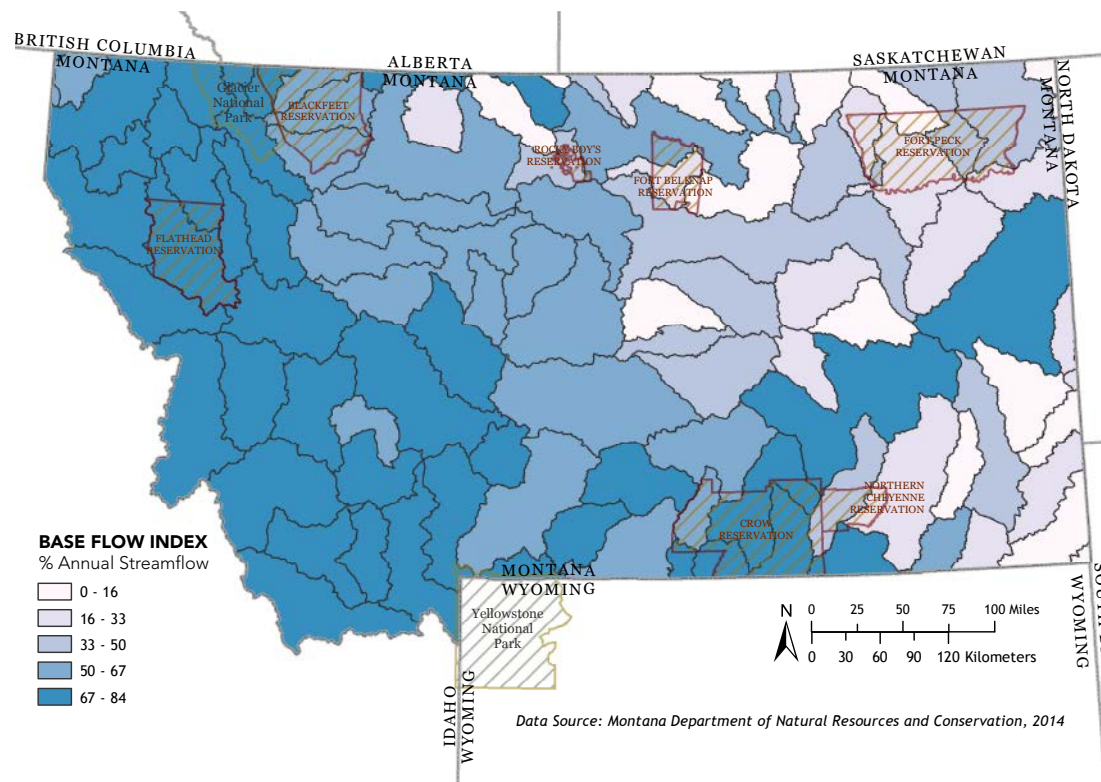 BRITISH COLUMBIA
MONTANA
ALBERTA
MONTANA
SASKATCHEWAN
MONTANA
NORTH DAKOTA
MONTANA
Glacier
National
Park
BLACKFEET
RESERVATION
ROCKY BOY'S
RESERVATION
FORT BELKNAP
RESERVATION
FORT PECK
RESERVATION
FLATHEAD
RESERVATION
NORTHERN
CHEYENNE
RESERVATION
CROW
RESERVATION
BASE FLOW INDEX
% Annual Streamflow
0 - 16
16 - 33
33 - 50
50 - 67
67 - 84
MONTANA
WYOMING
Yellowstone
National
Park
IDAHO
WYOMING
WYOMING
N
0 25 50 75 100 Miles
0 30 60 90 120 Kilometers
Data Source: Montana Department of Natural Resources and Conservation, 2014